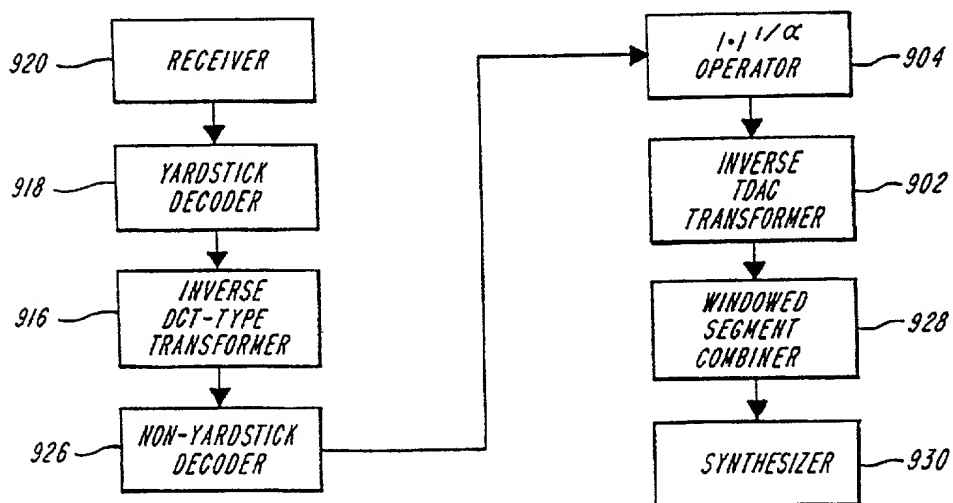 920
RECEIVER
918
YARDSTICK
DECODER
916
INVERSE
DCT-TYPE
TRANSFORMER
926
NON-YARDSTICK
DECODER
|·|^1/α
OPERATOR
904
INVERSE
TDAC
TRANSFORMER
902
WINDOWED
SEGMENT
COMBINER
928
SYNTHESIZER
930